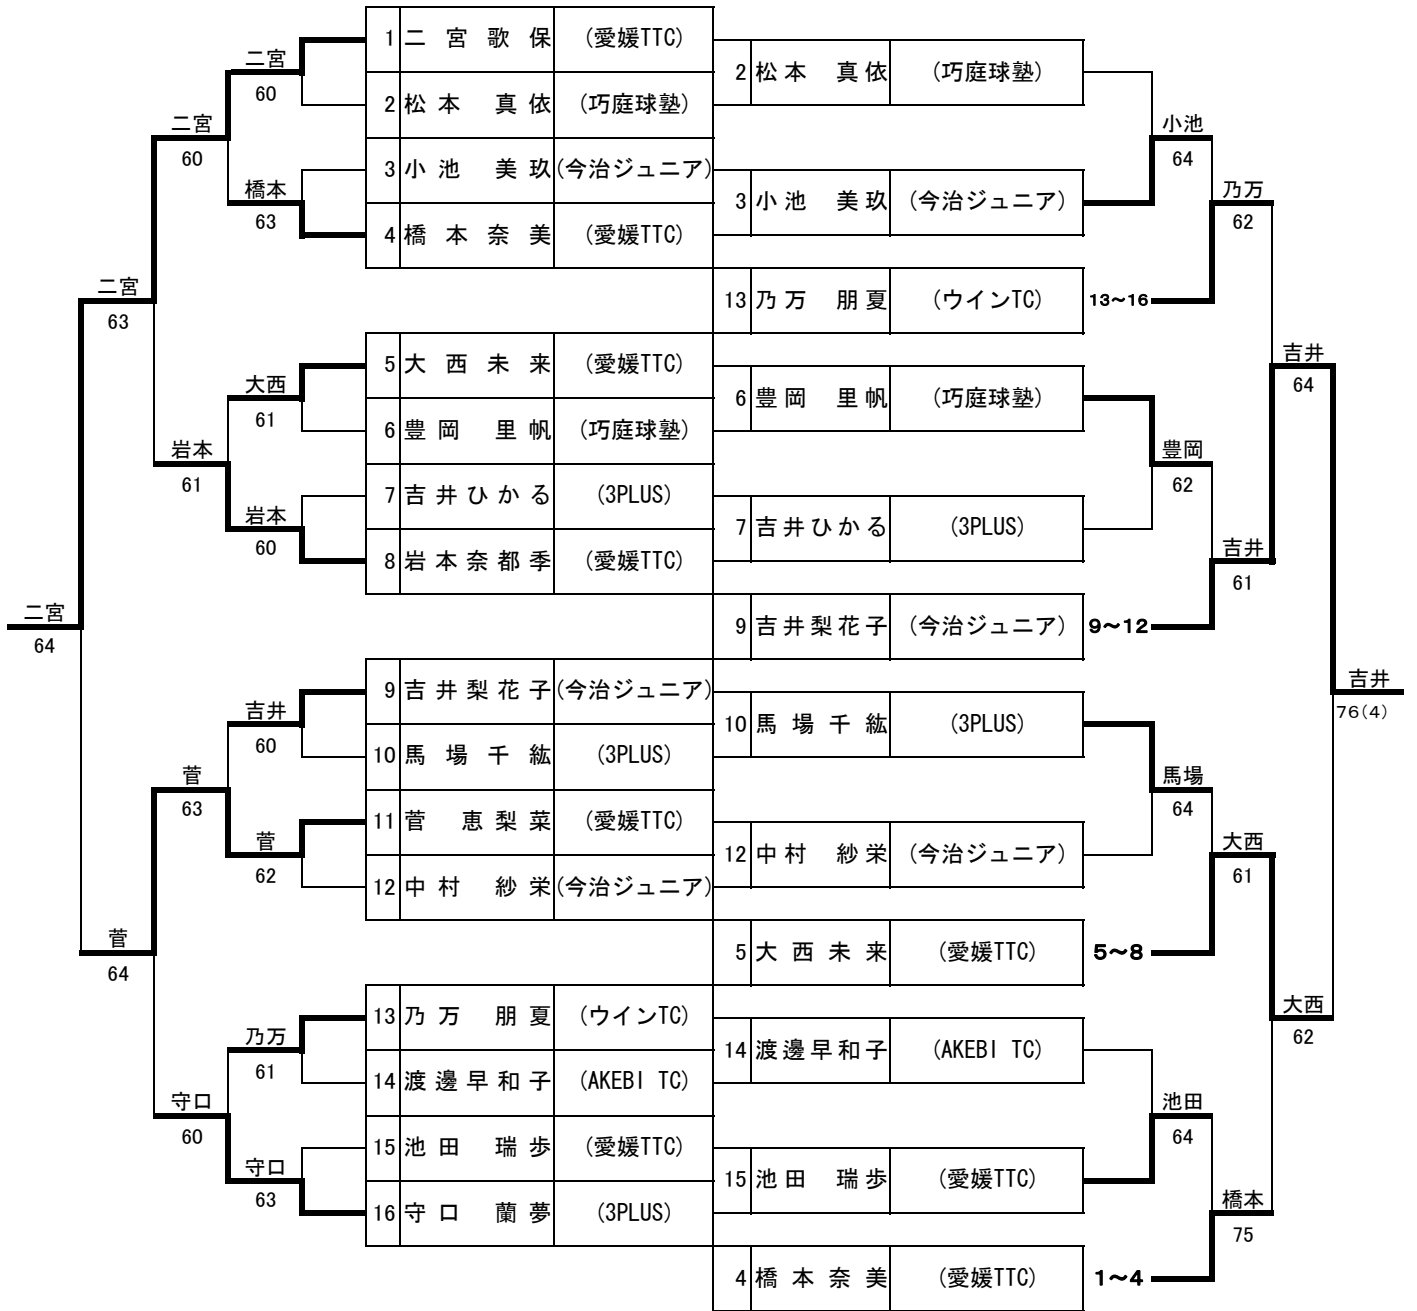 1 二宮歌保 (愛媛TTC)
2 松本 真依 (巧庭球塾)
3 小池 美玖 (今治ジュニア)
4 橋本奈美 (愛媛TTC)
5 大西未来 (愛媛TTC)
6 豊岡 里帆 (巧庭球塾)
7 吉井ひかる (3PLUS)
8 岩本奈都季 (愛媛TTC)
9 吉井梨花子 (今治ジュニア)
10 馬場千紘 (3PLUS)
11 菅 恵梨菜 (愛媛TTC)
12 中村 紗栄 (今治ジュニア)
13 乃万 朋夏 (ウインTC)
14 渡邊早和子 (AKEBI TC)
15 池田 瑞歩 (愛媛TTC)
16 守口 蘭夢 (3PLUS)
二宮
60
橋本
63
大西
61
岩本
60
吉井
60
菅
62
乃万
61
守口
63
二宮
60
岩本
61
菅
63
守口
60
二宮
63
菅
64
二宮
64
2 松本 真依 (巧庭球塾)
3 小池 美玖 (今治ジュニア)
13 乃万 朋夏 (ウインTC) 13~16
6 豊岡 里帆 (巧庭球塾)
7 吉井ひかる (3PLUS)
9 吉井梨花子 (今治ジュニア) 9~12
10 馬場千紘 (3PLUS)
12 中村 紗栄 (今治ジュニア)
5 大西未来 (愛媛TTC) 5~8
14 渡邊早和子 (AKEBI TC)
15 池田 瑞歩 (愛媛TTC)
4 橋本奈美 (愛媛TTC) 1~4
小池
64
豊岡
62
馬場
64
池田
64
乃万
62
吉井
61
大西
61
橋本
75
吉井
64
大西
62
吉井
76(4)